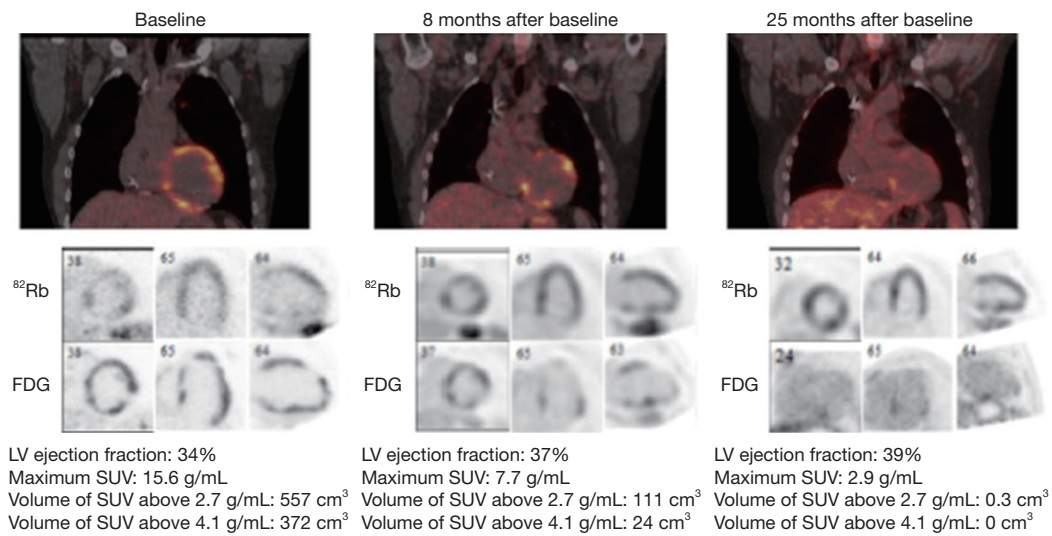 Baseline 8 months after baseline 25 months after baseline
38 65 64 38 65 64 32 64 66
⁸²Rb ⁸²Rb ⁸²Rb
38 65 64 37 65 63 24 65 64
FDG FDG FDG
LV ejection fraction: 34% LV ejection fraction: 37% LV ejection fraction: 39%
Maximum SUV: 15.6 g/mL Maximum SUV: 7.7 g/mL Maximum SUV: 2.9 g/mL
Volume of SUV above 2.7 g/mL: 557 cm³ Volume of SUV above 2.7 g/mL: 111 cm³ Volume of SUV above 2.7 g/mL: 0.3 cm³
Volume of SUV above 4.1 g/mL: 372 cm³ Volume of SUV above 4.1 g/mL: 24 cm³ Volume of SUV above 4.1 g/mL: 0 cm³